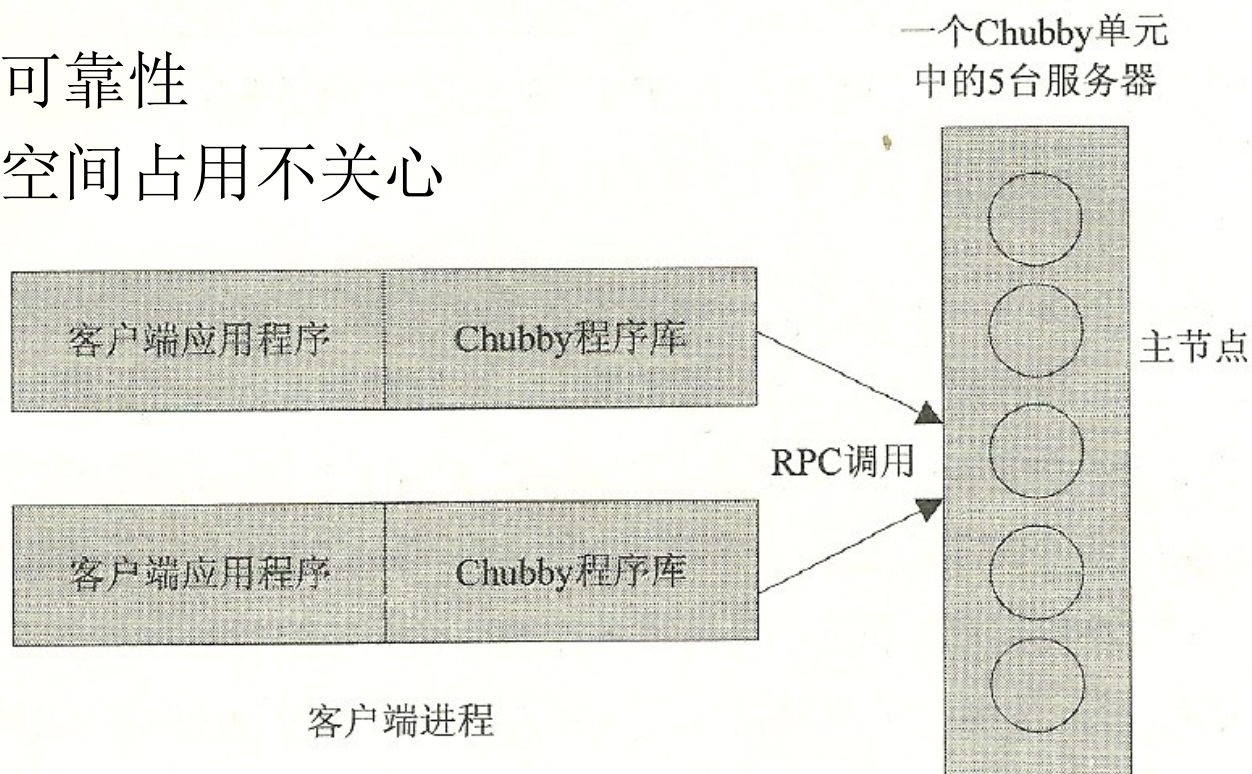 一个Chubby单元
中的5台服务器
可靠性
空间占用不关心
客户端应用程序
Chubby程序库
主节点
RPC调用
客户端应用程序
Chubby程序库
客户端进程